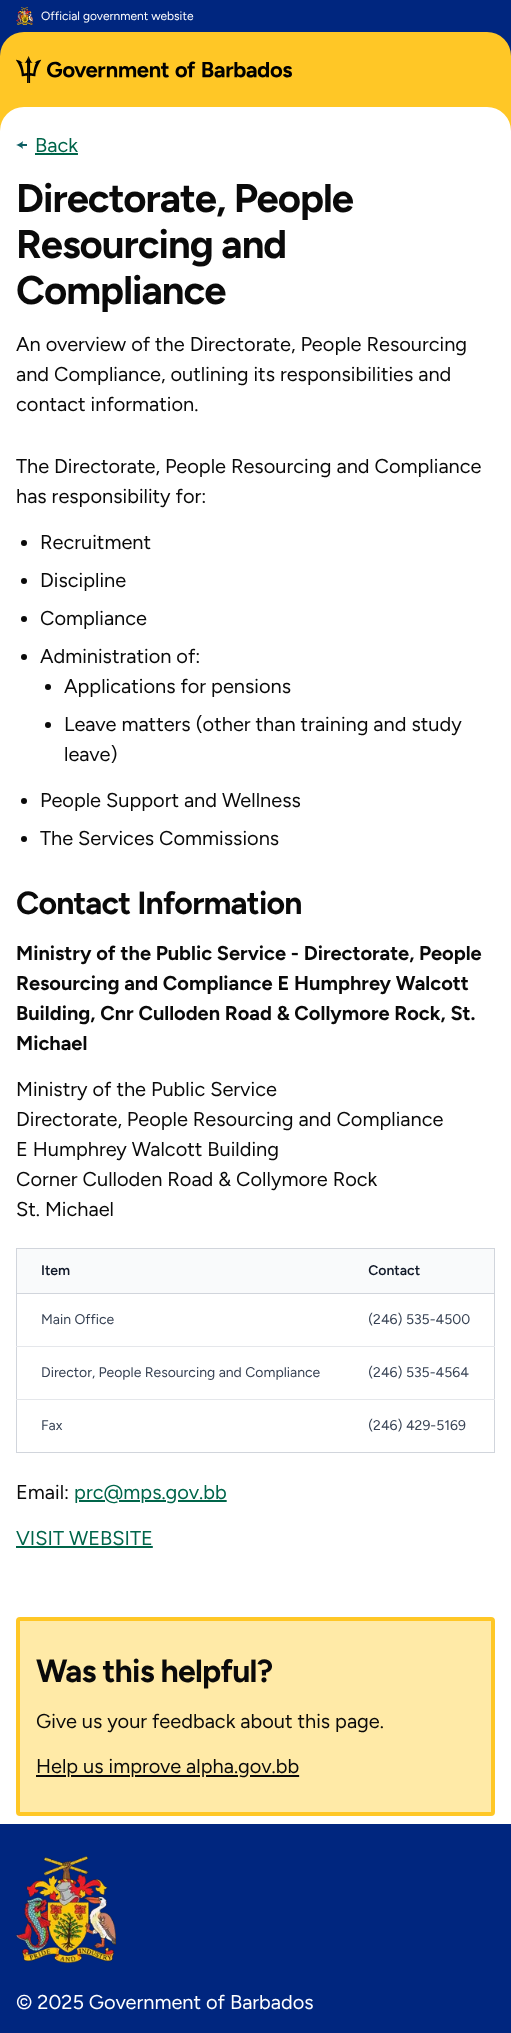 Official government website
Government of Barbados
← Back
Directorate, People
Resourcing and
Compliance
An overview of the Directorate, People Resourcing
and Compliance, outlining its responsibilities and
contact information.
The Directorate, People Resourcing and Compliance
has responsibility for:
• Recruitment
• Discipline
• Compliance
• Administration of:
• Applications for pensions
• Leave matters (other than training and study
leave)
• People Support and Wellness
• The Services Commissions
Contact Information
Ministry of the Public Service - Directorate, People
Resourcing and Compliance E Humphrey Walcott
Building, Cnr Culloden Road & Collymore Rock, St.
Michael
Ministry of the Public Service
Directorate, People Resourcing and Compliance
E Humphrey Walcott Building
Corner Culloden Road & Collymore Rock
St. Michael
Item Contact
Main Office (246) 535-4500
Director, People Resourcing and Compliance (246) 535-4564
Fax (246) 429-5169
Email: prc@mps.gov.bb
VISIT WEBSITE
Was this helpful?
Give us your feedback about this page.
Help us improve alpha.gov.bb
PRIDE AND INDUSTRY
© 2025 Government of Barbados